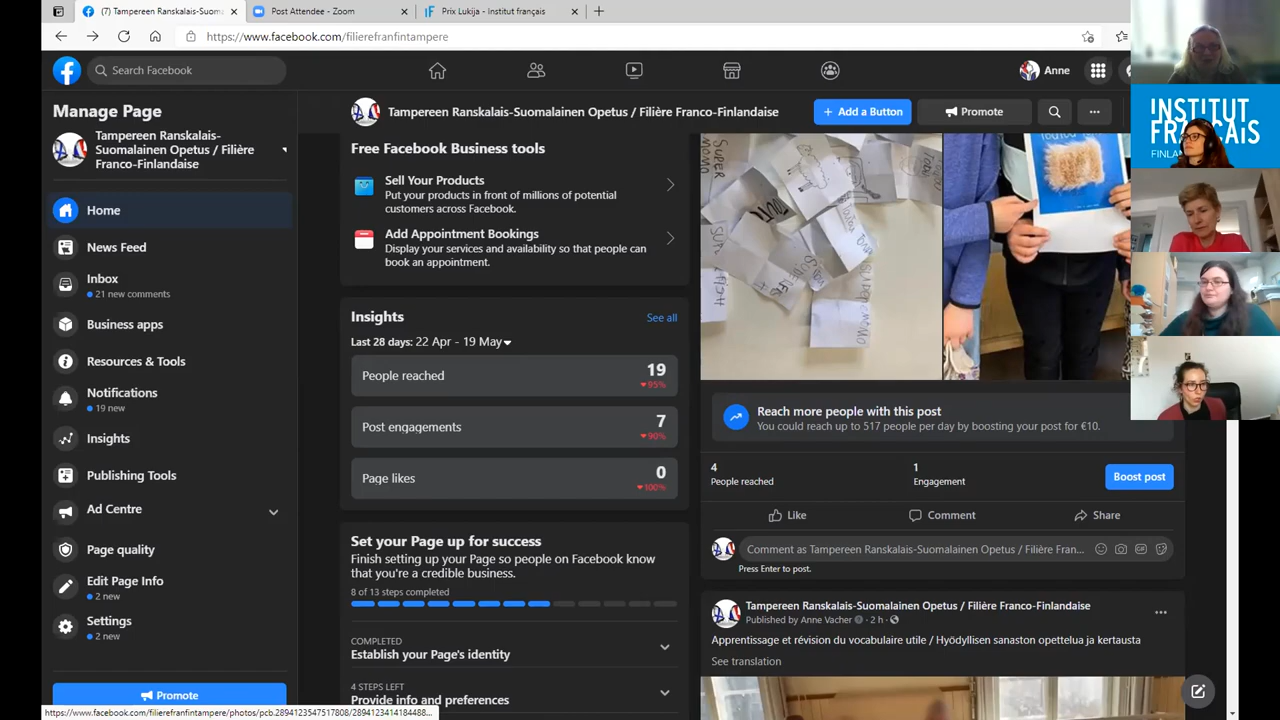 (7) Tampereen Ranskalais-Suoma
Post Attendee - Zoom
Prix Lukija - Institut français
https://www.facebook.com/filierefranfintampere
Search Facebook
Anne
Manage Page
Tampereen Ranskalais-
Suomalainen Opetus / Filière
Franco-Finlandaise
Home
News Feed
Inbox
21 new comments
Business apps
Resources & Tools
Notifications
19 new
Insights
Publishing Tools
Ad Centre
Page quality
Edit Page Info
2 new
Settings
2 new
Promote
https://www.facebook.com/filierefranfintampere/photos/pcb.2894123547517808/2894123414184488...
Tampereen Ranskalais-Suomalainen Opetus / Filière Franco-Finlandaise
+ Add a Button
Promote
Free Facebook Business tools
Sell Your Products
Put your products in front of millions of potential
customers across Facebook.
Add Appointment Bookings
Display your services and availability so that people can
book an appointment.
Insights
See all
Last 28 days: 22 Apr - 19 May
People reached
19
95%
Post engagements
7
90%
Page likes
0
100%
Set your Page up for success
Finish setting up your Page so people on Facebook know
that you're a credible business.
8 of 13 steps completed
COMPLETED
Establish your Page's identity
4 STEPS LEFT
Provide info and preferences
SUPER
MOMO
Reach more people with this post
You could reach up to 517 people per day by boosting your post for €10.
4
People reached
1
Engagement
Boost post
Like
Comment
Share
Comment as Tampereen Ranskalais-Suomalainen Opetus / Filière Fran...
GIF
Press Enter to post.
Tampereen Ranskalais-Suomalainen Opetus / Filière Franco-Finlandaise
Published by Anne Vacher
2 h
Apprentissage et révision du vocabulaire utile / Hyödyllisen sanaston opettelua ja kertausta
See translation
INSTITUT
FRANÇAIS